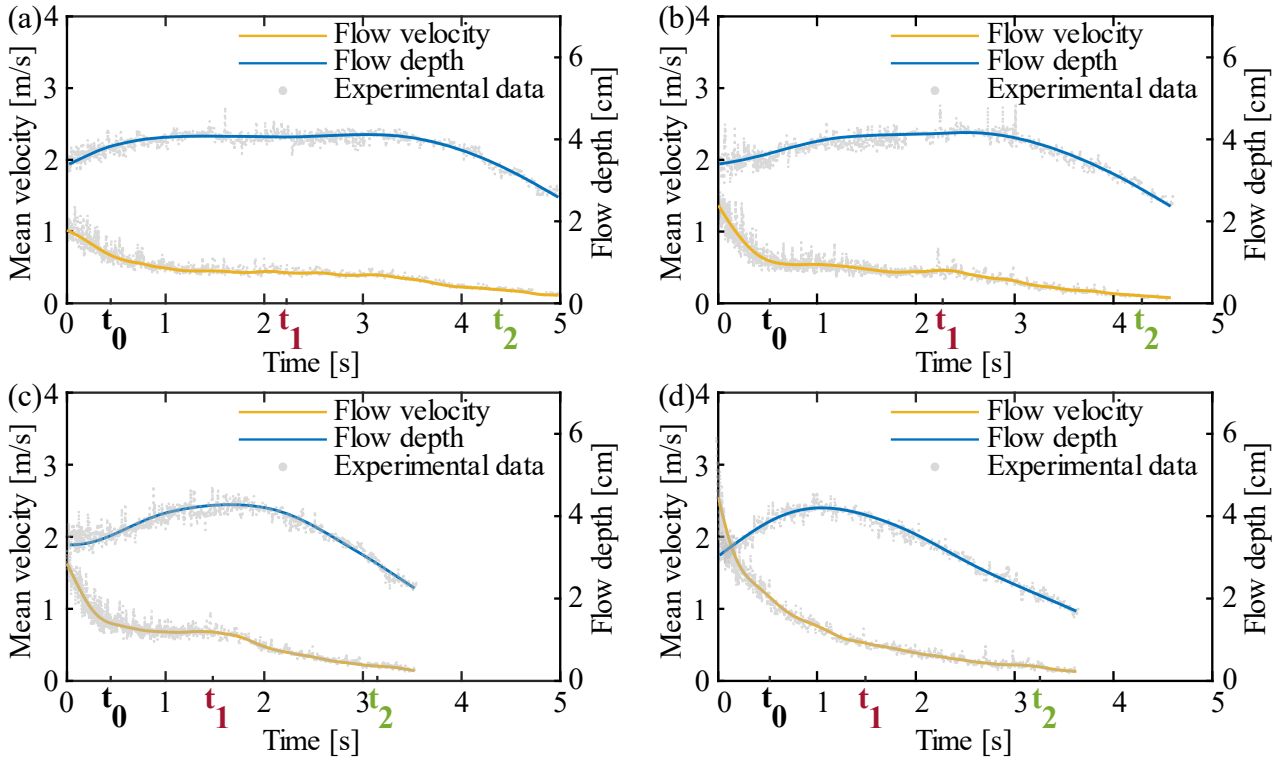 (a)
Mean velocity [m/s]
4
3
2
1
0
Flow velocity
Flow depth
Experimental data
6
4
2
0
Flow depth [cm]
0 1 2 3 4 5
t0 t1 t2
Time [s]
(b)
Mean velocity [m/s]
4
3
2
1
0
Flow velocity
Flow depth
Experimental data
6
4
2
0
Flow depth [cm]
0 1 2 3 4 5
t0 t1 t2
Time [s]
(c)
Mean velocity [m/s]
4
3
2
1
0
Flow velocity
Flow depth
Experimental data
6
4
2
0
Flow depth [cm]
0 1 2 3 4 5
t0 t1 t2
Time [s]
(d)
Mean velocity [m/s]
4
3
2
1
0
Flow velocity
Flow depth
Experimental data
6
4
2
0
Flow depth [cm]
0 1 2 3 4 5
t0 t1 t2
Time [s]